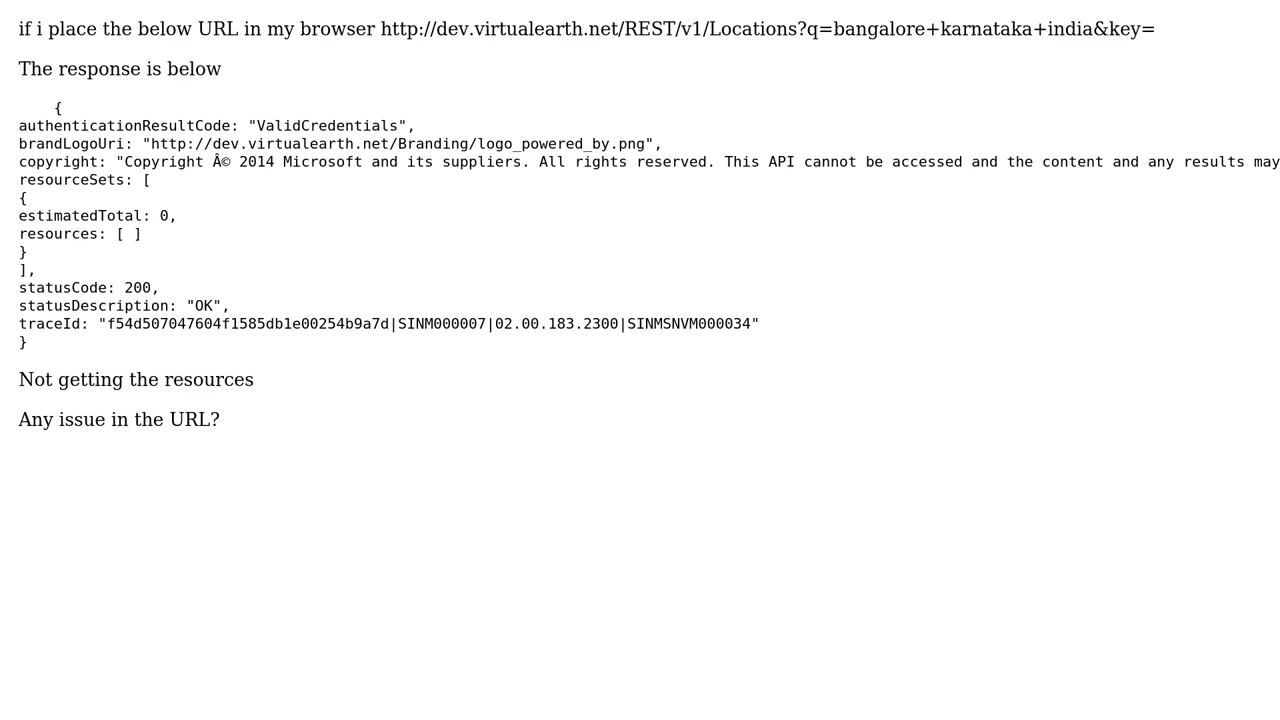 if i place the below URL in my browser http://dev.virtualearth.net/REST/v1/Locations?q=bangalore+karnataka+india&key=
The response is below
{
authenticationResultCode: "ValidCredentials",
brandLogoUri: "http://dev.virtualearth.net/Branding/logo_powered_by.png",
copyright: "Copyright Â© 2014 Microsoft and its suppliers. All rights reserved. This API cannot be accessed and the content and any results may
resourceSets: [
{
estimatedTotal: 0,
resources: [ ]
}
],
statusCode: 200,
statusDescription: "OK",
traceId: "f54d507047604f1585db1e00254b9a7d|SINM000007|02.00.183.2300|SINMSNVM000034"
}
Not getting the resources
Any issue in the URL?